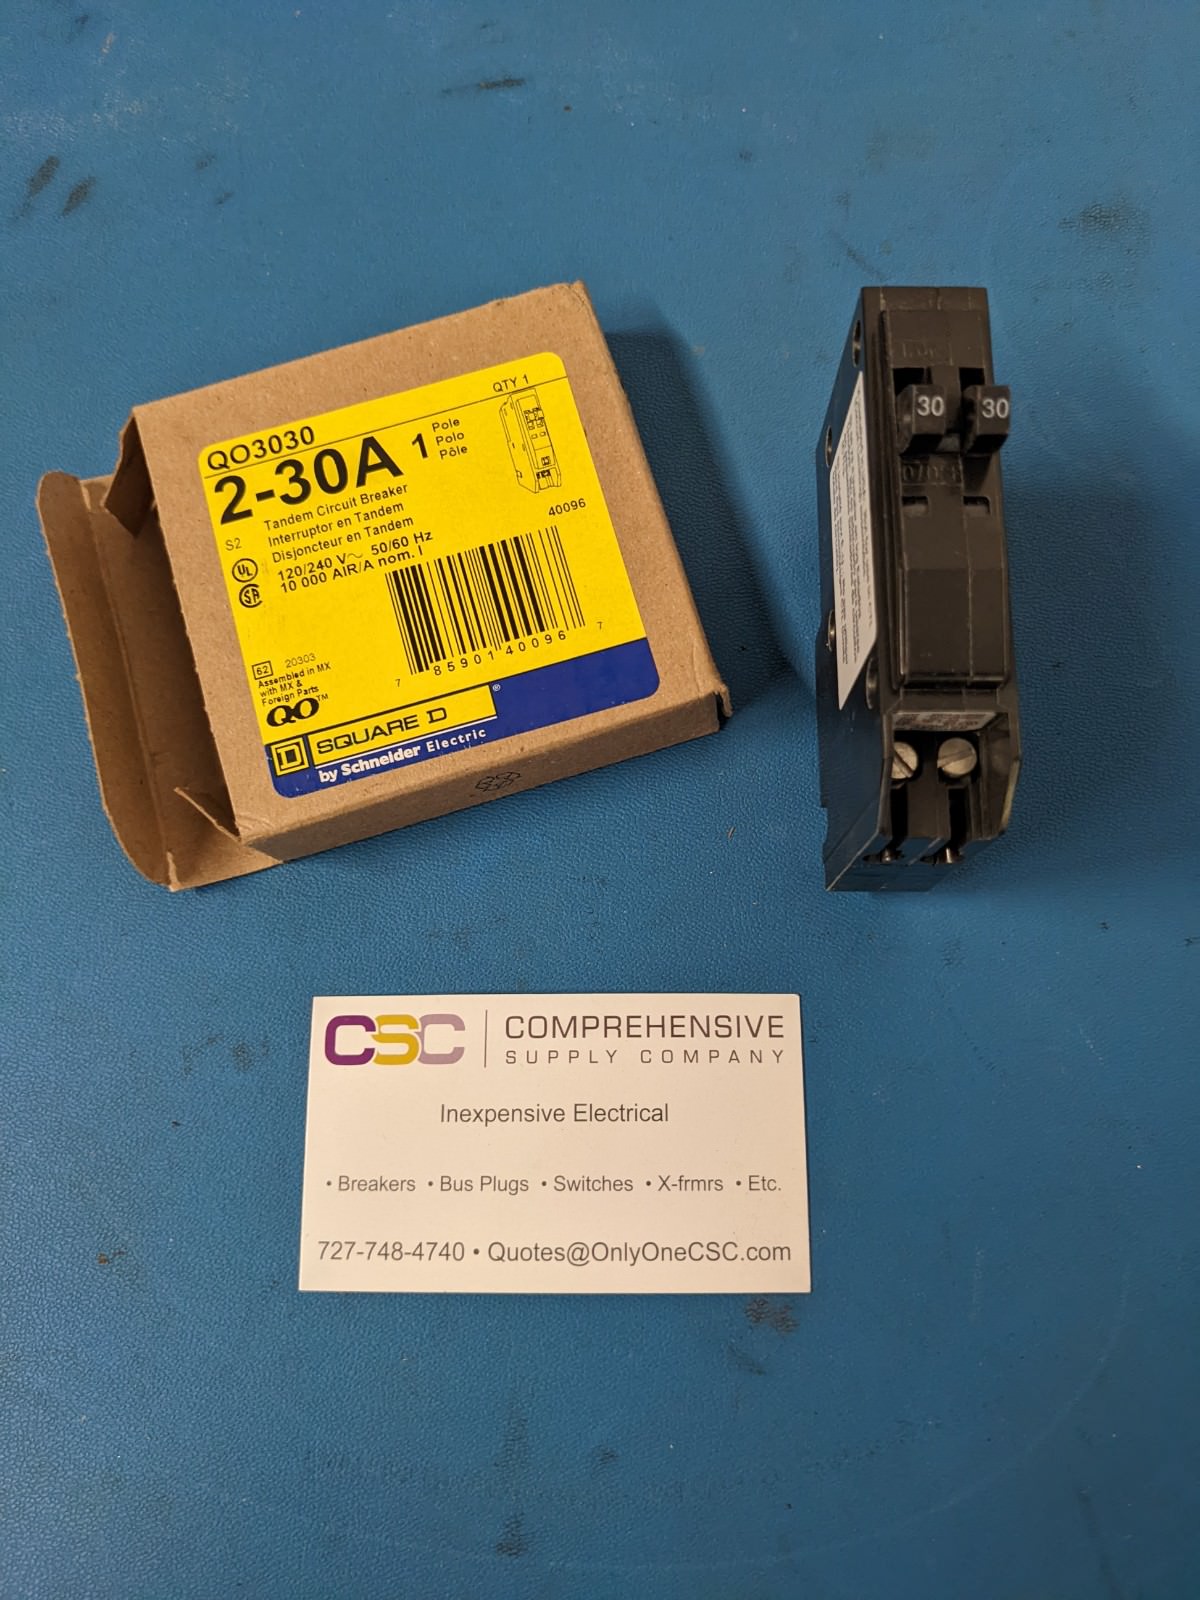 QTY 1
QO3030
2-30A 1 Pole
Polo
Pôle
S2
Tandem Circuit Breaker
Interruptor en Tandem
Disjoncteur en Tandem
120/240 V~ 50/60 Hz
10 000 AIR/A nom. I
40096
UL
SA
7 85901 40096 7
62 20303
Assembled in MX
with MX &
Foreign Parts
QO™
D SQUARE D®
by Schneider Electric
30 30
CSC COMPREHENSIVE
SUPPLY COMPANY
Inexpensive Electrical
• Breakers • Bus Plugs • Switches • X-frmrs • Etc.
727-748-4740 • Quotes@OnlyOneCSC.com